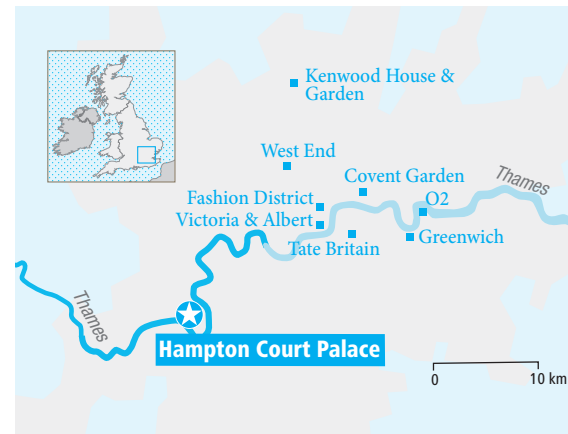 Kenwood House &
Garden
West End
Covent Garden
Thames
Fashion District
O2
Victoria & Albert
Tate Britain
Greenwich
Thames
Hampton Court Palace
0 10 km